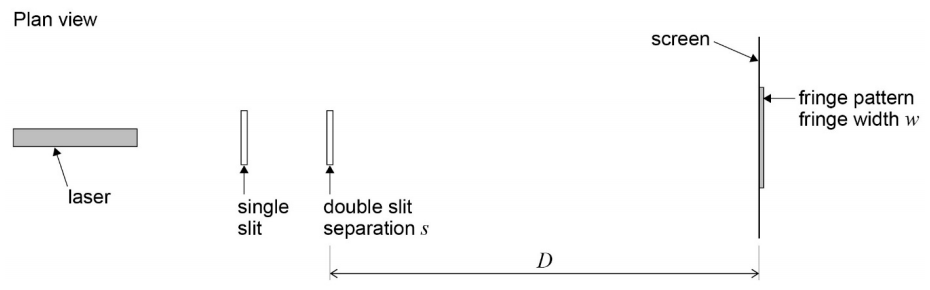 Plan view
screen
fringe pattern
fringe width w
laser
single
slit
double slit
separation s
D